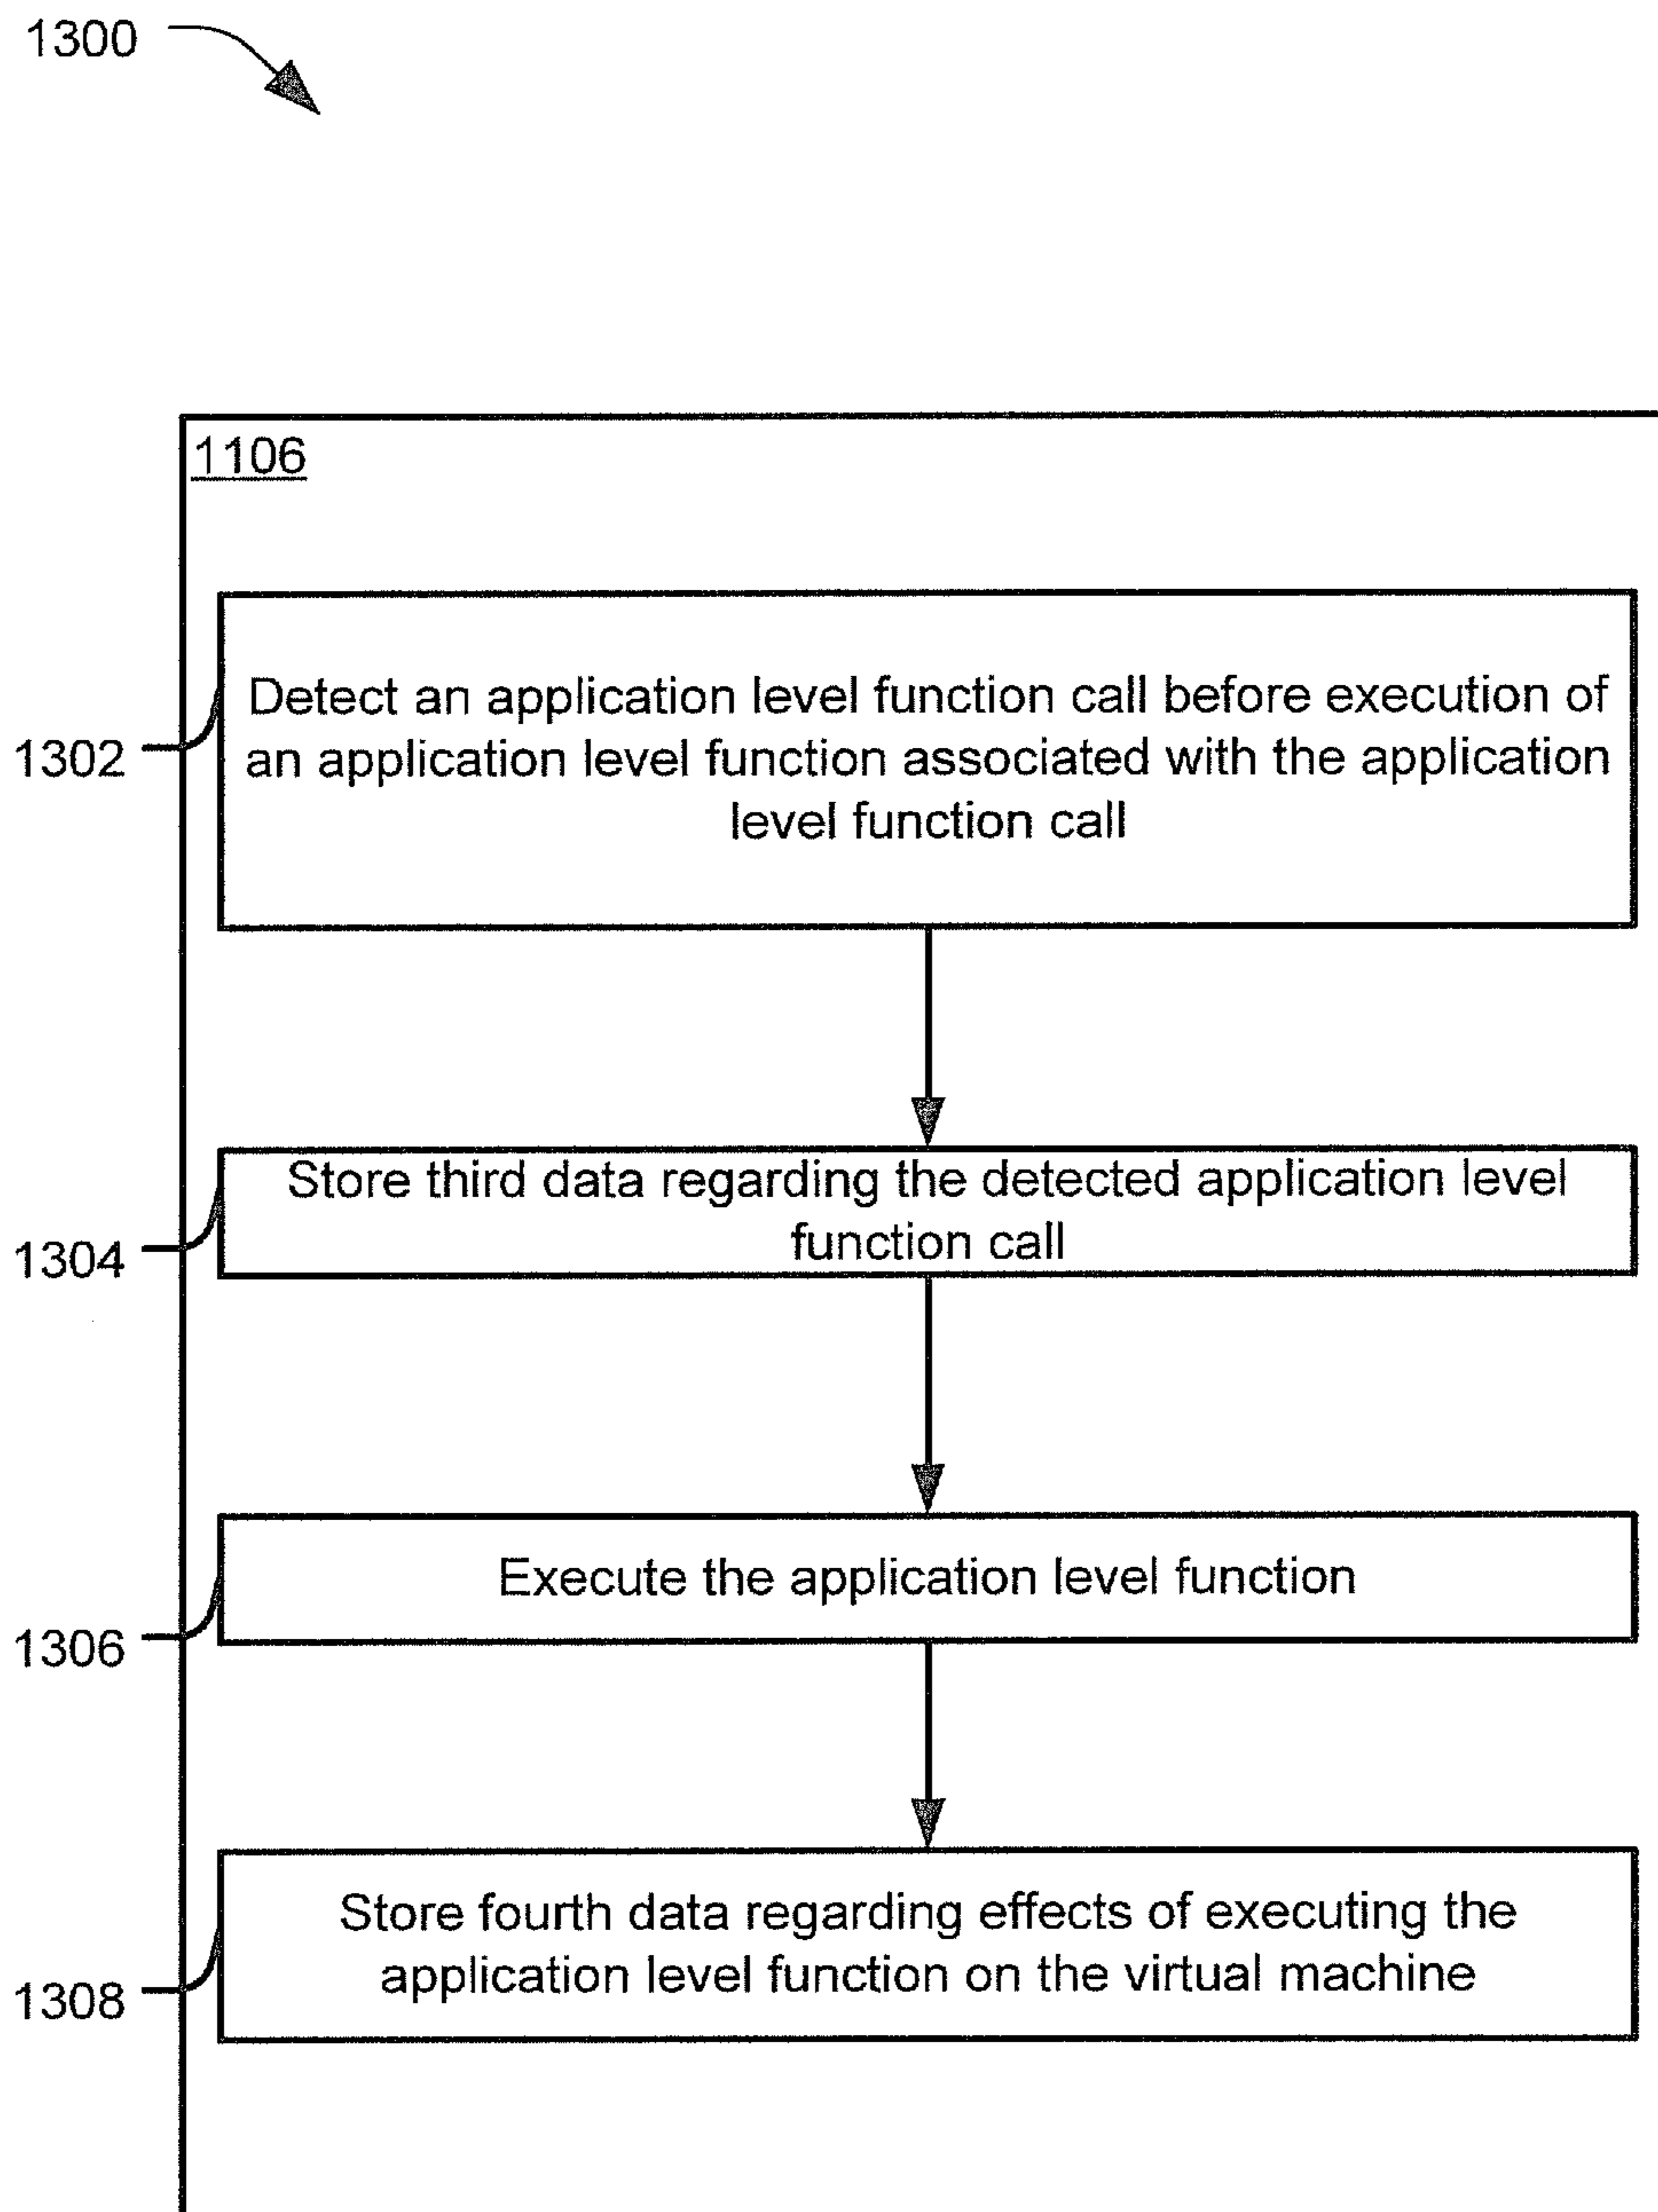 1300
1106
Detect an application level function call before execution of
an application level function associated with the application
level function call
1302
Store third data regarding the detected application level
function call
1304
Execute the application level function
1306
Store fourth data regarding effects of executing the
application level function on the virtual machine
1308